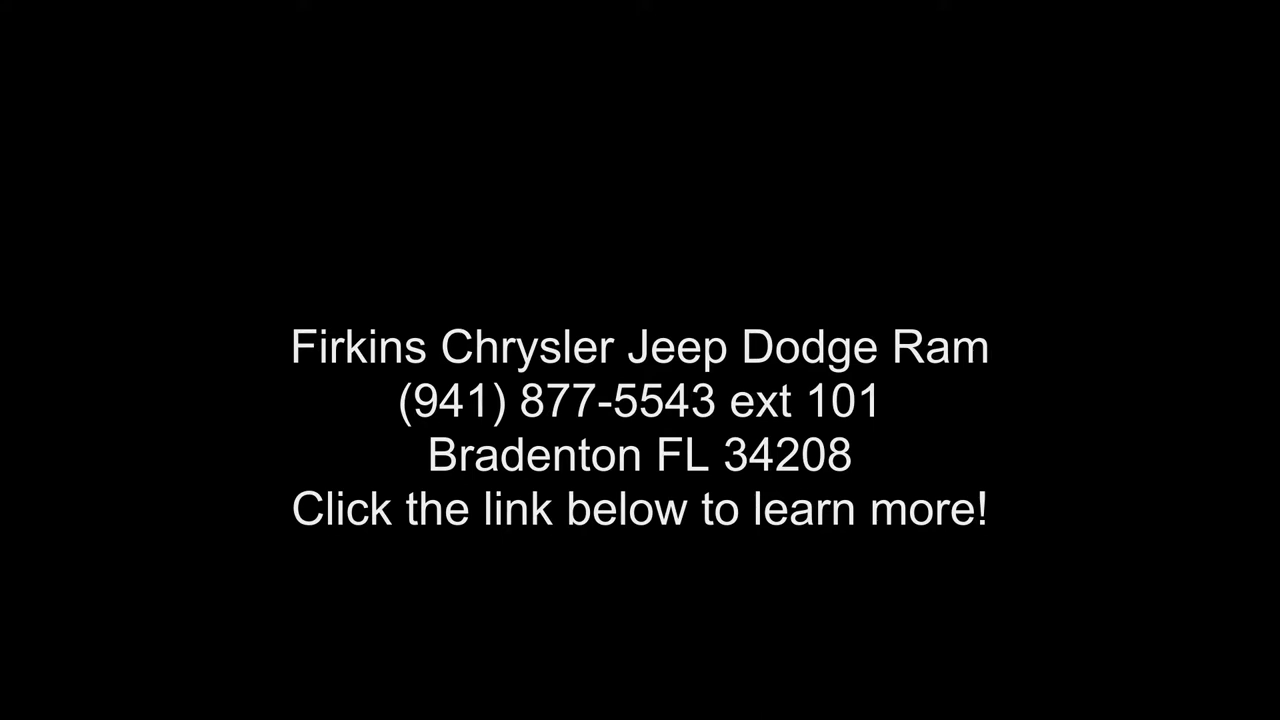 Firkins Chrysler Jeep Dodge Ram
(941) 877-5543 ext 101
Bradenton FL 34208
Click the link below to learn more!